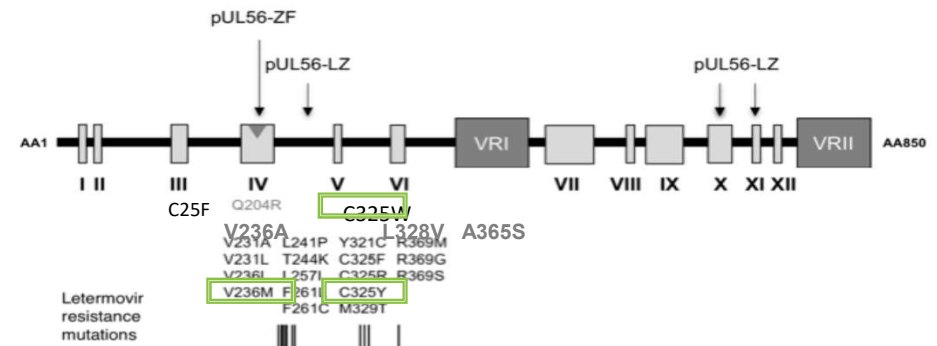 pUL56-ZF
pUL56-LZ pUL56-LZ
AA1 VRI VRII AA850
I II III IV V VI VII VIII IX X XI XII
C25F Q204R C325W
V236A L328V A365S
V231A L241P Y321C R369M
V231L T244K C325F R369G
V236L L257I C325R R369S
V236M F261L C325Y
F261C M329T
Letermovir
resistance
mutations